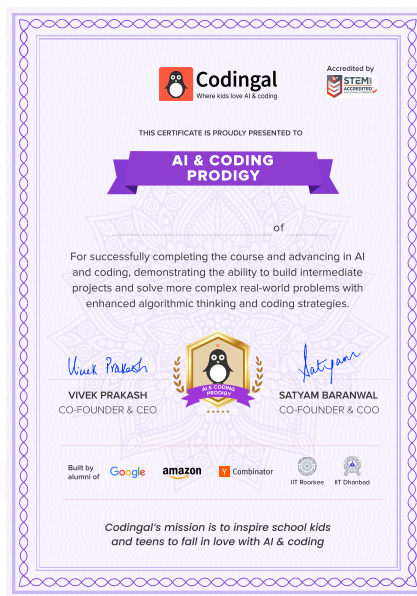 Codingal
Where kids love AI & coding
Accredited by
STEM
ACCREDITED
THIS CERTIFICATE IS PROUDLY PRESENTED TO
AI & CODING
PRODIGY
of
For successfully completing the course and advancing in AI
and coding, demonstrating the ability to build intermediate
projects and solve more complex real-world problems with
enhanced algorithmic thinking and coding strategies.
Vivek Prakash
Satyam
AI & CODING
PRODIGY
VIVEK PRAKASH
CO-FOUNDER & CEO
SATYAM BARANWAL
CO-FOUNDER & COO
Built by
alumni of
Google
amazon
Y Combinator
IIT Roorkee
IIT Dhanbad
Codingal's mission is to inspire school kids
and teens to fall in love with AI & coding